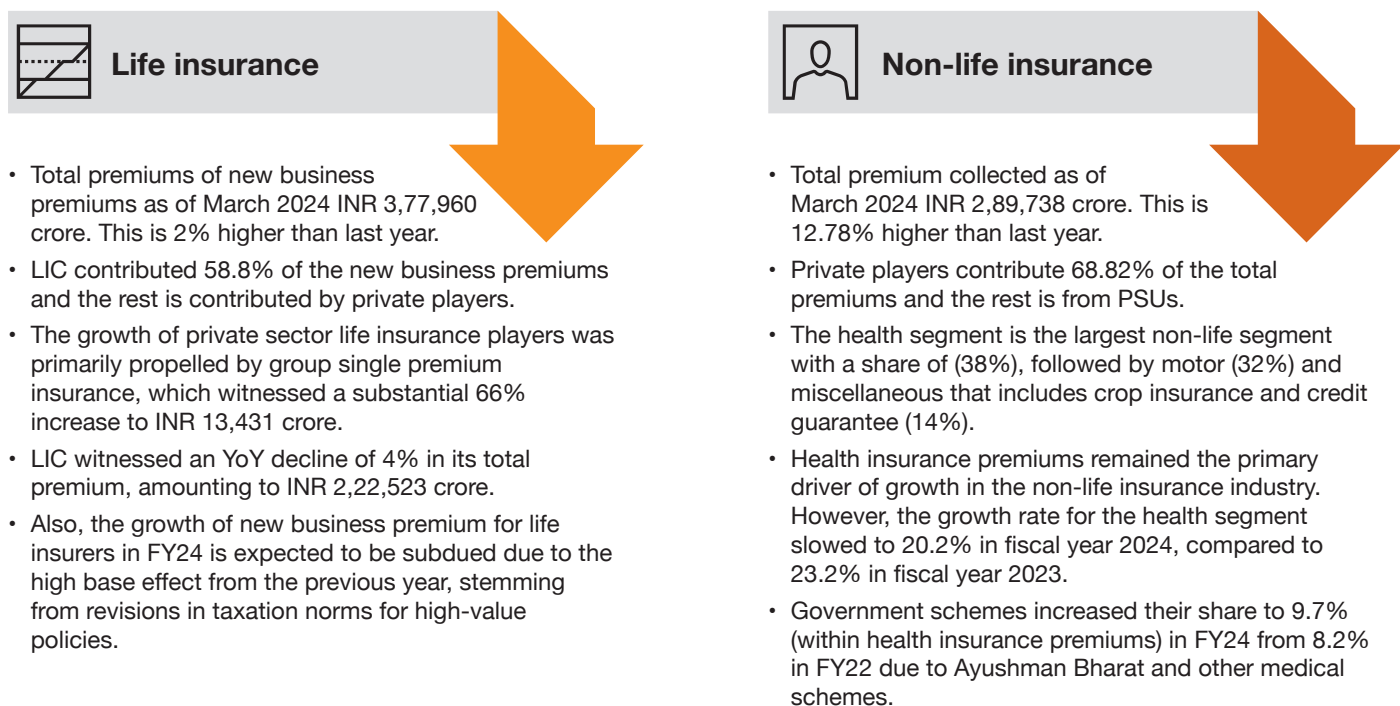 Life insurance
• Total premiums of new business
premiums as of March 2024 INR 3,77,960
crore. This is 2% higher than last year.
• LIC contributed 58.8% of the new business premiums
and the rest is contributed by private players.
• The growth of private sector life insurance players was
primarily propelled by group single premium
insurance, which witnessed a substantial 66%
increase to INR 13,431 crore.
• LIC witnessed an YoY decline of 4% in its total
premium, amounting to INR 2,22,523 crore.
• Also, the growth of new business premium for life
insurers in FY24 is expected to be subdued due to the
high base effect from the previous year, stemming
from revisions in taxation norms for high-value
policies.
Non-life insurance
• Total premium collected as of
March 2024 INR 2,89,738 crore. This is
12.78% higher than last year.
• Private players contribute 68.82% of the total
premiums and the rest is from PSUs.
• The health segment is the largest non-life segment
with a share of (38%), followed by motor (32%) and
miscellaneous that includes crop insurance and credit
guarantee (14%).
• Health insurance premiums remained the primary
driver of growth in the non-life insurance industry.
However, the growth rate for the health segment
slowed to 20.2% in fiscal year 2024, compared to
23.2% in fiscal year 2023.
• Government schemes increased their share to 9.7%
(within health insurance premiums) in FY24 from 8.2%
in FY22 due to Ayushman Bharat and other medical
schemes.